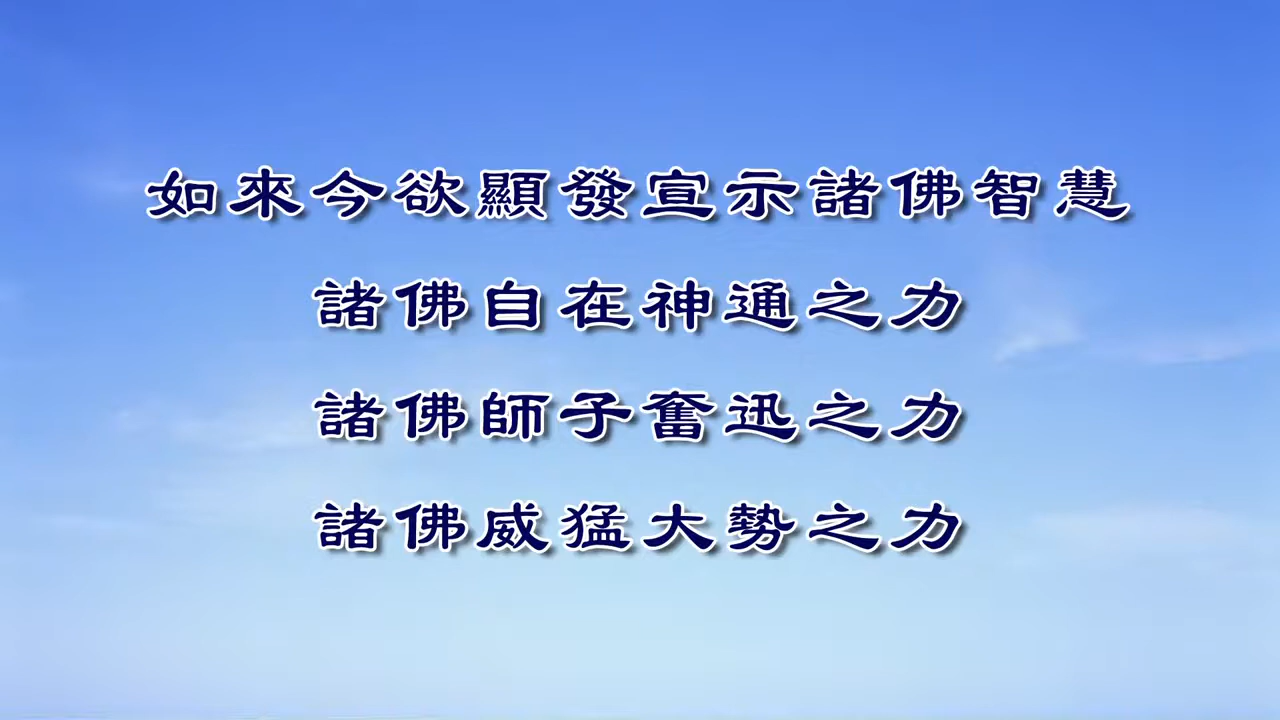 如來今欲顯發宣示諸佛智慧
諸佛自在神通之力
諸佛師子奮迅之力
諸佛威猛大勢之力